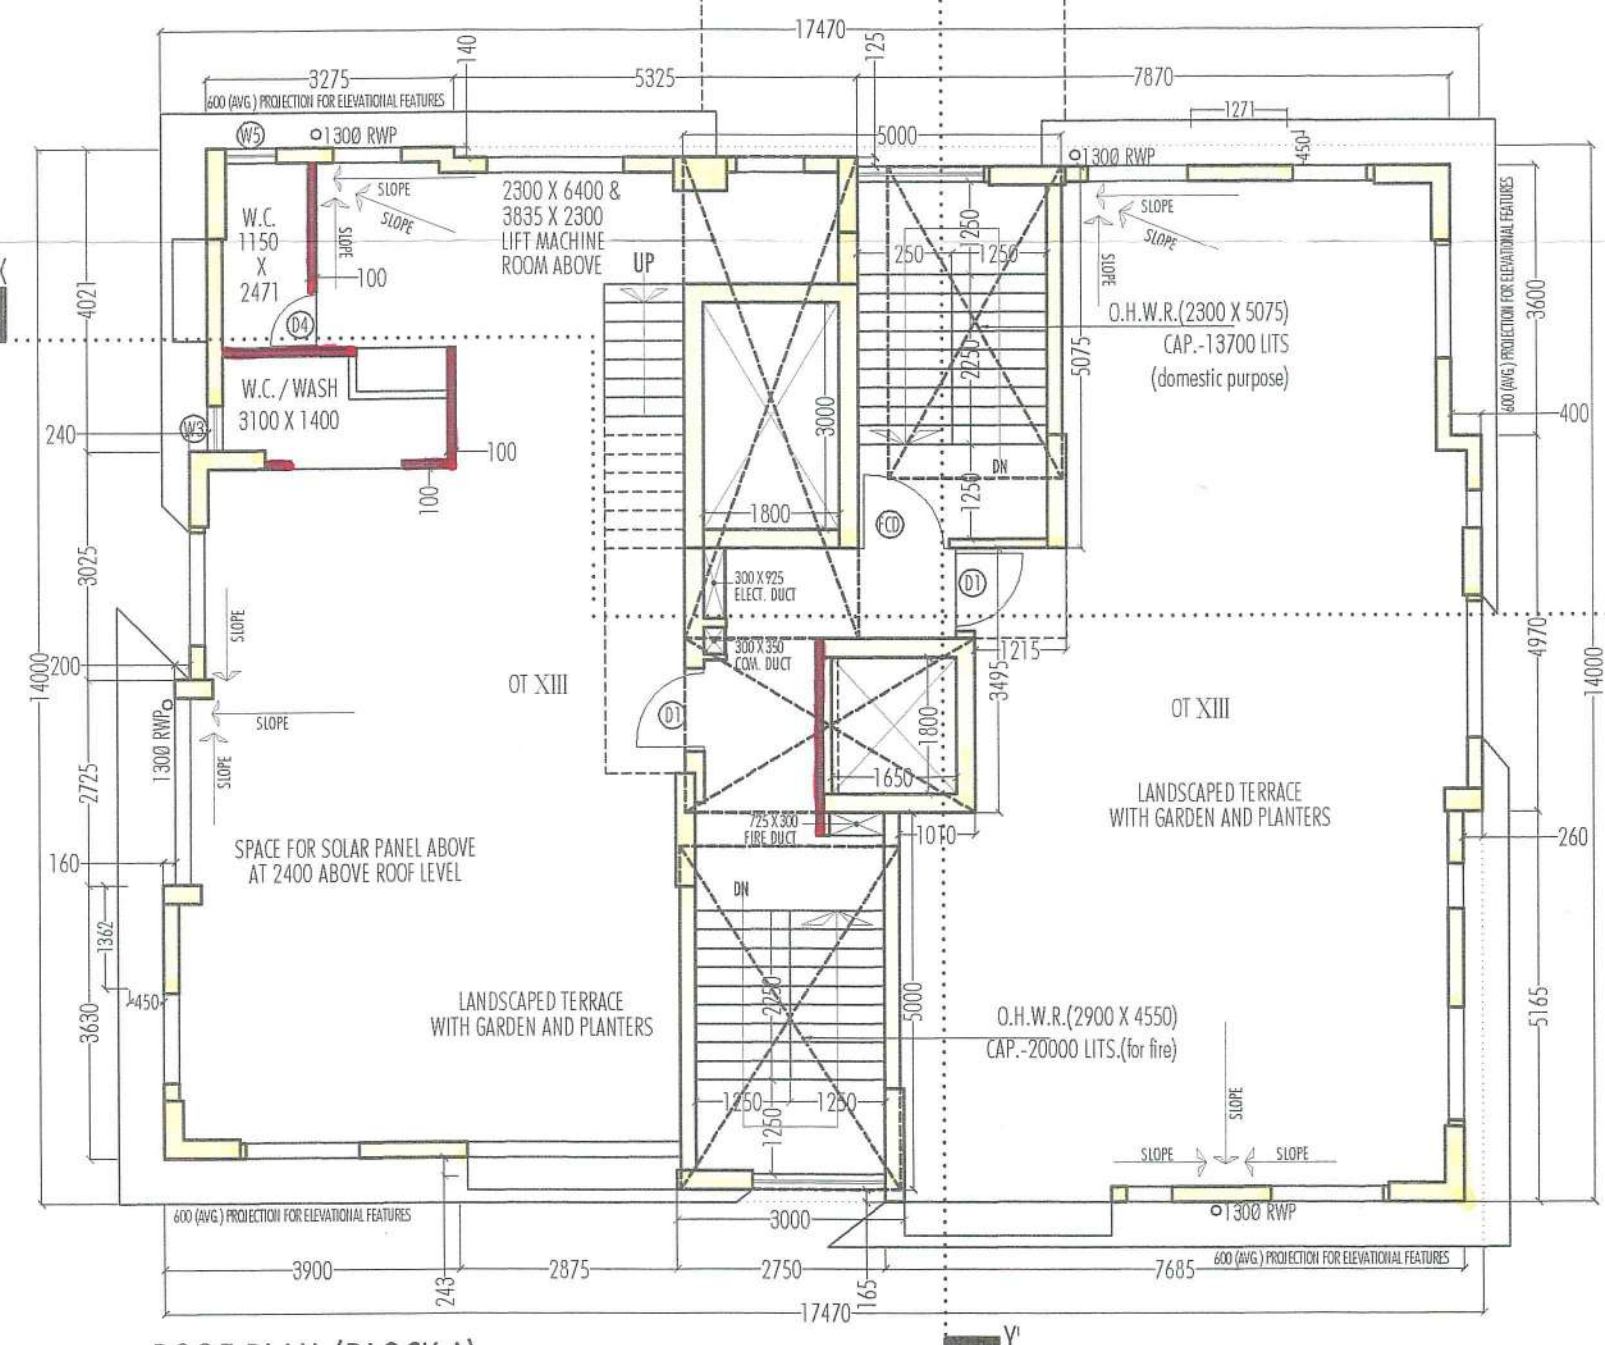 17470
140
125
3275
5325
7870
600 (AVG.) PROJECTION FOR ELEVATIONAL FEATURES
1271
W5
1300 RWP
5000
1300 RWP
450
SLOPE
SLOPE
SLOPE
W.C.
1150
X
2471
2300 X 6400 &
3835 X 2300
LIFT MACHINE
ROOM ABOVE
UP
100
D4
250
250
1250
SLOPE
SLOPE
SLOPE
600 (AVG.) PROJECTION FOR ELEVATIONAL FEATURES
4021
3600
O.H.W.R.(2300 X 5075)
CAP.-13700 LITS
(domestic purpose)
2250
5075
W.C./WASH
3100 X 1400
W3
240
3000
400
100
100
DN
1250
1800
FCD
3025
300 X 925
ELECT. DUCT
D1
SLOPE
300 X 350
COM. DUCT
1215
3495
4970
14000
200
14000
OT XIII
OT XIII
1300 RWP
SLOPE
SLOPE
D1
1800
1650
2725
LANDSCAPED TERRACE
WITH GARDEN AND PLANTERS
725 X 300
FIRE DUCT
1010
260
SPACE FOR SOLAR PANEL ABOVE
AT 2400 ABOVE ROOF LEVEL
160
DN
1362
450
3630
LANDSCAPED TERRACE
WITH GARDEN AND PLANTERS
2250
5000
O.H.W.R.(2900 X 4550)
CAP.-20000 LITS.(for fire)
5165
1250
1250
1250
SLOPE
SLOPE
SLOPE
600 (AVG.) PROJECTION FOR ELEVATIONAL FEATURES
3000
1300 RWP
600 (AVG.) PROJECTION FOR ELEVATIONAL FEATURES
3900
243
2875
2750
165
7685
17470
Y'